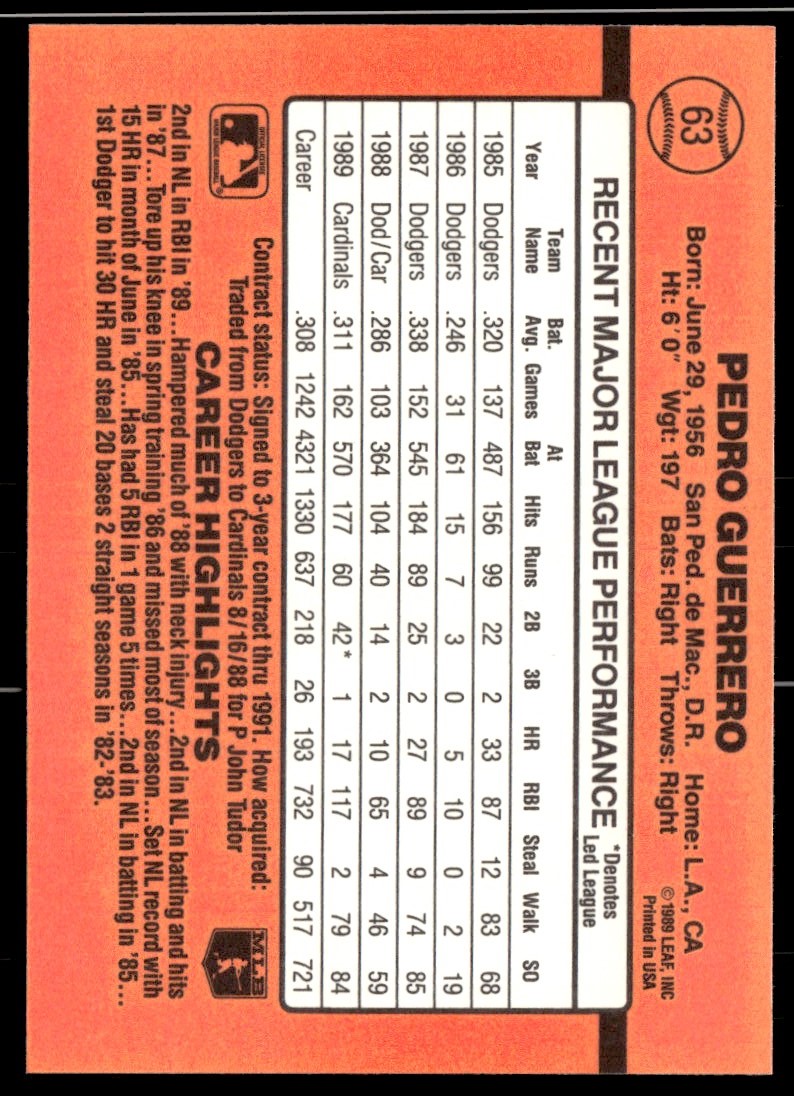 63
PEDRO GUERRERO
Born: June 29, 1956 San Ped. de Mac., D.R. Home: L.A., CA
Ht: 6'0" Wgt: 197 Bats: Right Throws: Right
© 1989 LEAF, INC
Printed in USA
RECENT MAJOR LEAGUE PERFORMANCE *Denotes Led League
Year Team Name Bat. Avg. Games At Bat Hits Runs 2B 3B HR RBI Steal Walk SO
1985 Dodgers .320 137 487 156 99 22 2 33 87 12 83 68
1986 Dodgers .246 31 61 15 7 3 0 5 10 0 2 19
1987 Dodgers .338 152 545 184 89 25 2 27 89 9 74 85
1988 Dod/Car .286 103 364 104 40 14 2 10 65 4 46 59
1989 Cardinals .311 162 570 177 60 42* 1 17 117 2 79 84
Career .308 1242 4321 1330 637 218 26 193 732 90 517 721
OFFICIAL LICENSEE
MAJOR LEAGUE BASEBALL
Contract status: Signed to 3-year contract thru 1991. How acquired:
Traded from Dodgers to Cardinals 8/16/88 for P John Tudor
MLB
CAREER HIGHLIGHTS
2nd in NL in RBI in '89...Hampered much of '88 with neck injury...2nd in NL in batting and hits
in '87...Tore up his knee in spring training '86 and missed most of season...Set NL record with
15 HR in month of June in '85...Has had 5 RBI in 1 game 5 times...2nd in NL in batting in '85...
1st Dodger to hit 30 HR and steal 20 bases 2 straight seasons in '82-'83.